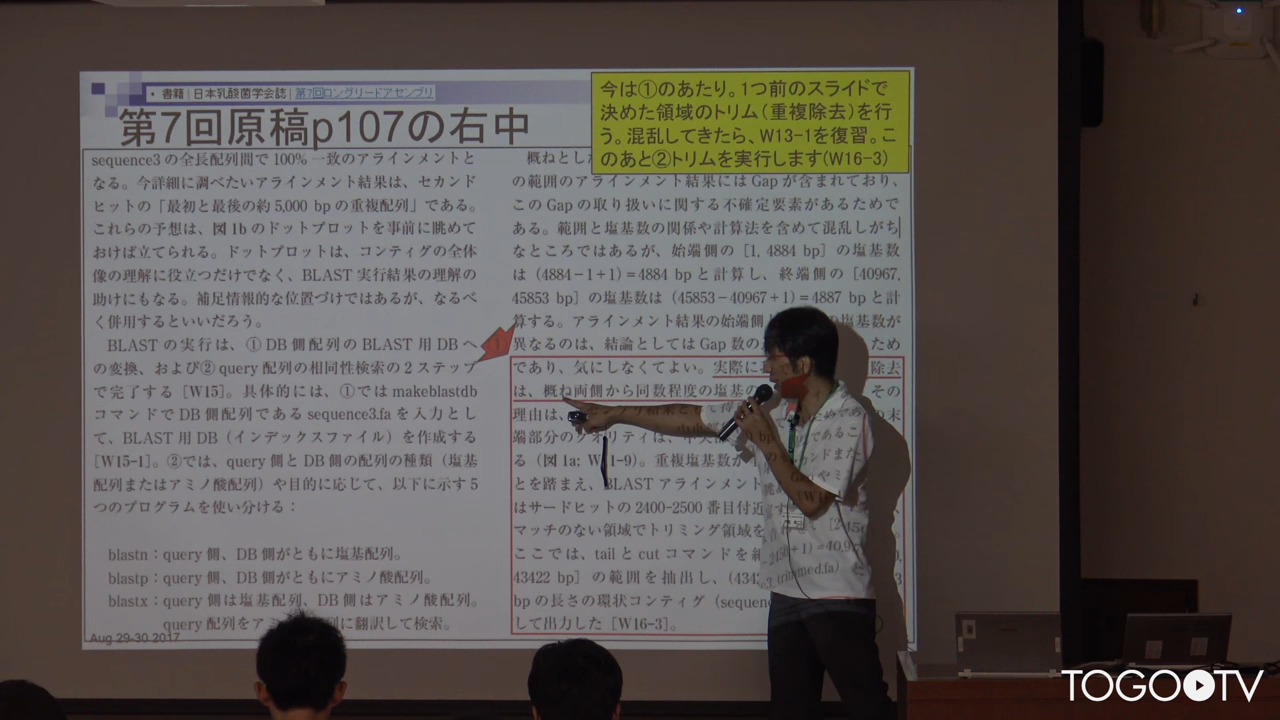 • 書籍 | 日本乳酸菌学会誌 | 第7回ロングリードアセンブリ
第7回原稿p107の右中
今は①のあたり。1つ前のスライドで
決めた領域のトリム（重複除去）を行
う。混乱してきたら、W13-1を復習。こ
のあと②トリムを実行します(W16-3)
sequence3 の全長配列間で 100% 一致のアラインメントと
なる。今詳細に調べたいアラインメント結果は、セカンド
ヒットの「最初と最後の約 5,000 bp の重複配列」である。
これらの予想は、図 1b のドットプロットを事前に眺めて
おけば立てられる。ドットプロットは、コンティグの全体
像の理解に役立つだけでなく、BLAST 実行結果の理解の
助けにもなる。補足情報的な位置づけではあるが、なるべ
く併用するといいだろう。
BLAST の実行は、① DB 側配列の BLAST 用 DB へ
の変換、および② query 配列の相同性検索の 2 ステップ
で完了する [W15]。具体的には、①では makeblastdb
コマンドで DB 側配列である sequence3.fa を入力とし
て、BLAST 用 DB（インデックスファイル）を作成する
[W15-1]。②では、query 側と DB 側の配列の種類（塩基
配列またはアミノ酸配列）や目的に応じて、以下に示す 5
つのプログラムを使い分ける：
blastn：query 側、DB 側がともに塩基配列。
blastp：query 側、DB 側がともにアミノ酸配列。
blastx：query 側は塩基配列、DB 側はアミノ酸配列。
query 配列をアミノ 列に翻訳して検索。
Aug 29-30 2017
概ねとし
の範囲のアラインメント結果には Gap が含まれており、
この Gap の取り扱いに関する不確定要素があるためで
ある。範囲と塩基数の関係や計算法を含めて混乱しがち
なところではあるが、始端側の [1, 4884 bp] の塩基数
は (4884－1＋1)＝4884 bp と計算し、終端側の [40967,
45853 bp] の塩基数は (45853－40967＋1)＝4887 bp と計
算する。アラインメント結果の始端側 の塩基数が
異なるのは、結論としては Gap 数の ため
①
であり、気にしなくてよい。実際に 除去
は、概ね両側から同数程度の塩基の その
理由は、 末
端部分のクオリティは、中央部 bp
る（図 1a; W 1-9）。重複塩基数が
とを踏まえ、BLAST アラインメント
はサードヒットの 2400-2500 番目付近
マッチのない領域でトリミング領域を
ここでは、tail と cut コマンドを
43422 bp] の範囲を抽出し、(434
bp の長さの環状コンティグ (sequen
して出力した [W16-3]。
TOGO TV